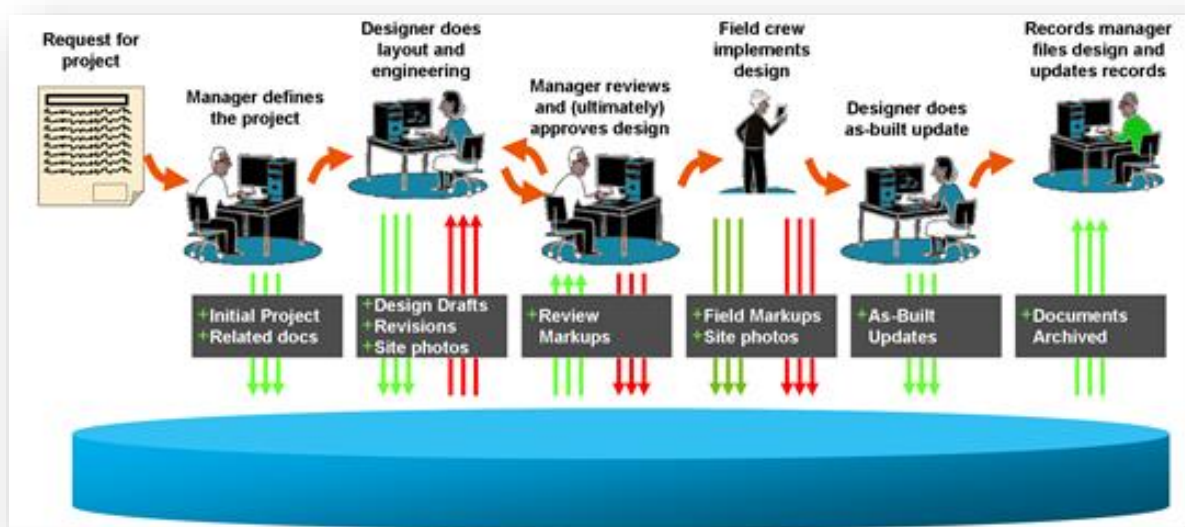 Request for
project
Manager defines
the project
Designer does
layout and
engineering
Manager reviews
and (ultimately)
approves design
Field crew
implements
design
Designer does
as-built update
Records manager
files design and
updates records
+Initial Project
+Related docs
+Design Drafts
+Revisions
+Site photos
+Review
Markups
+Field Markups
+Site photos
+As-Built
Updates
+Documents
Archived